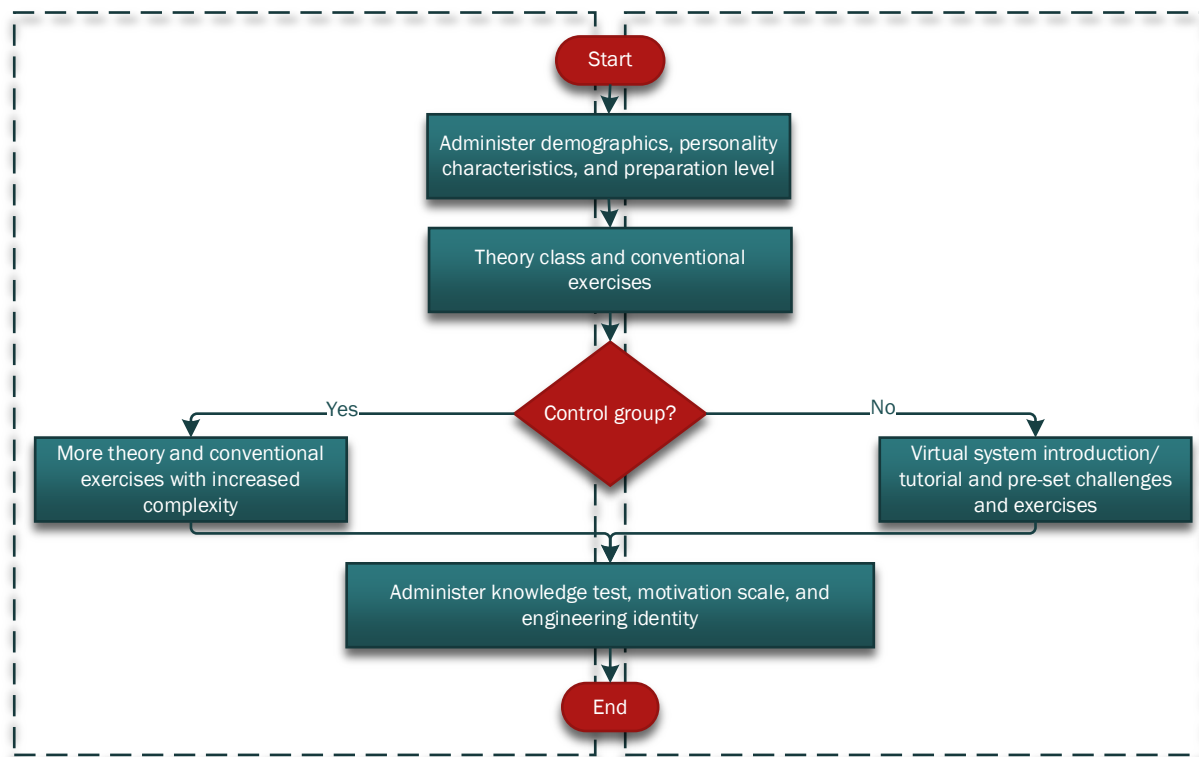 Start
Administer demographics, personality
characteristics, and preparation level
Theory class and conventional
exercises
Control group?
Yes
No
More theory and conventional
exercises with increased
complexity
Virtual system introduction/
tutorial and pre-set challenges
and exercises
Administer knowledge test, motivation scale, and
engineering identity
End